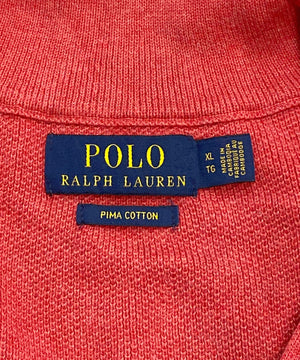 POLO
RALPH LAUREN
PIMA COTTON
XL
TG
MADE IN
CAMBODIA
FABRIQUÉ AU
CAMBODGE